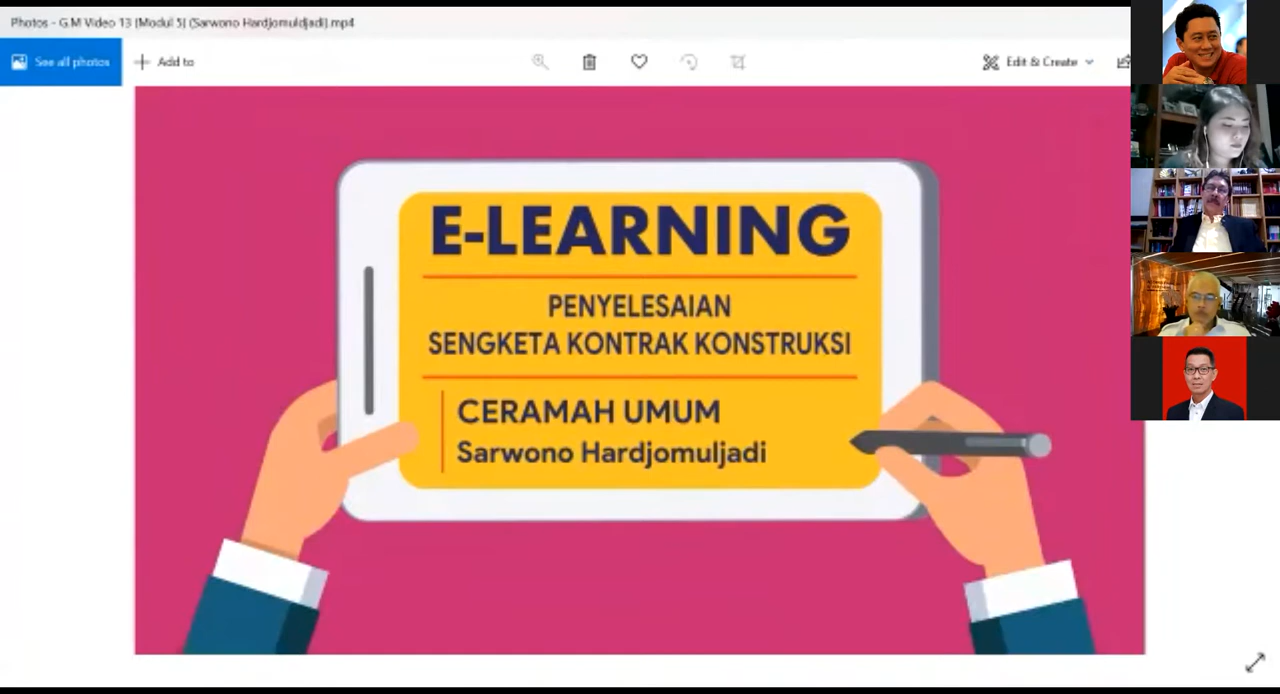 Photos - G.M Video 13 (Modul 5) (Sarwono Hardjomuldjadi).mp4
See all photos
Add to
Edit & Create
E-LEARNING
PENYELESAIAN
SENGKETA KONTRAK KONSTRUKSI
CERAMAH UMUM
Sarwono Hardjomuljadi